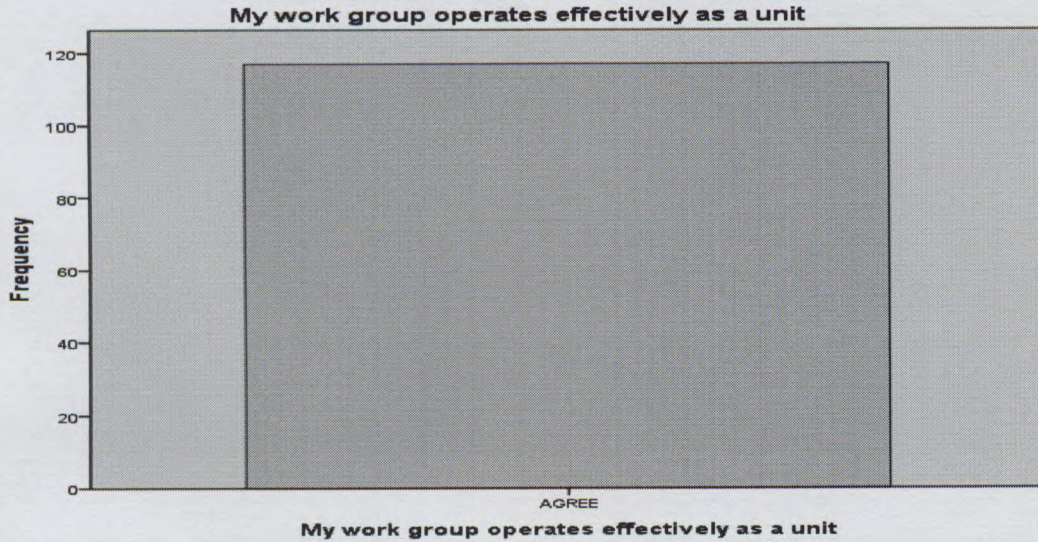 My work group operates effectively as a unit
120
100
80
60
40
20
0
Frequency
AGREE
My work group operates effectively as a unit